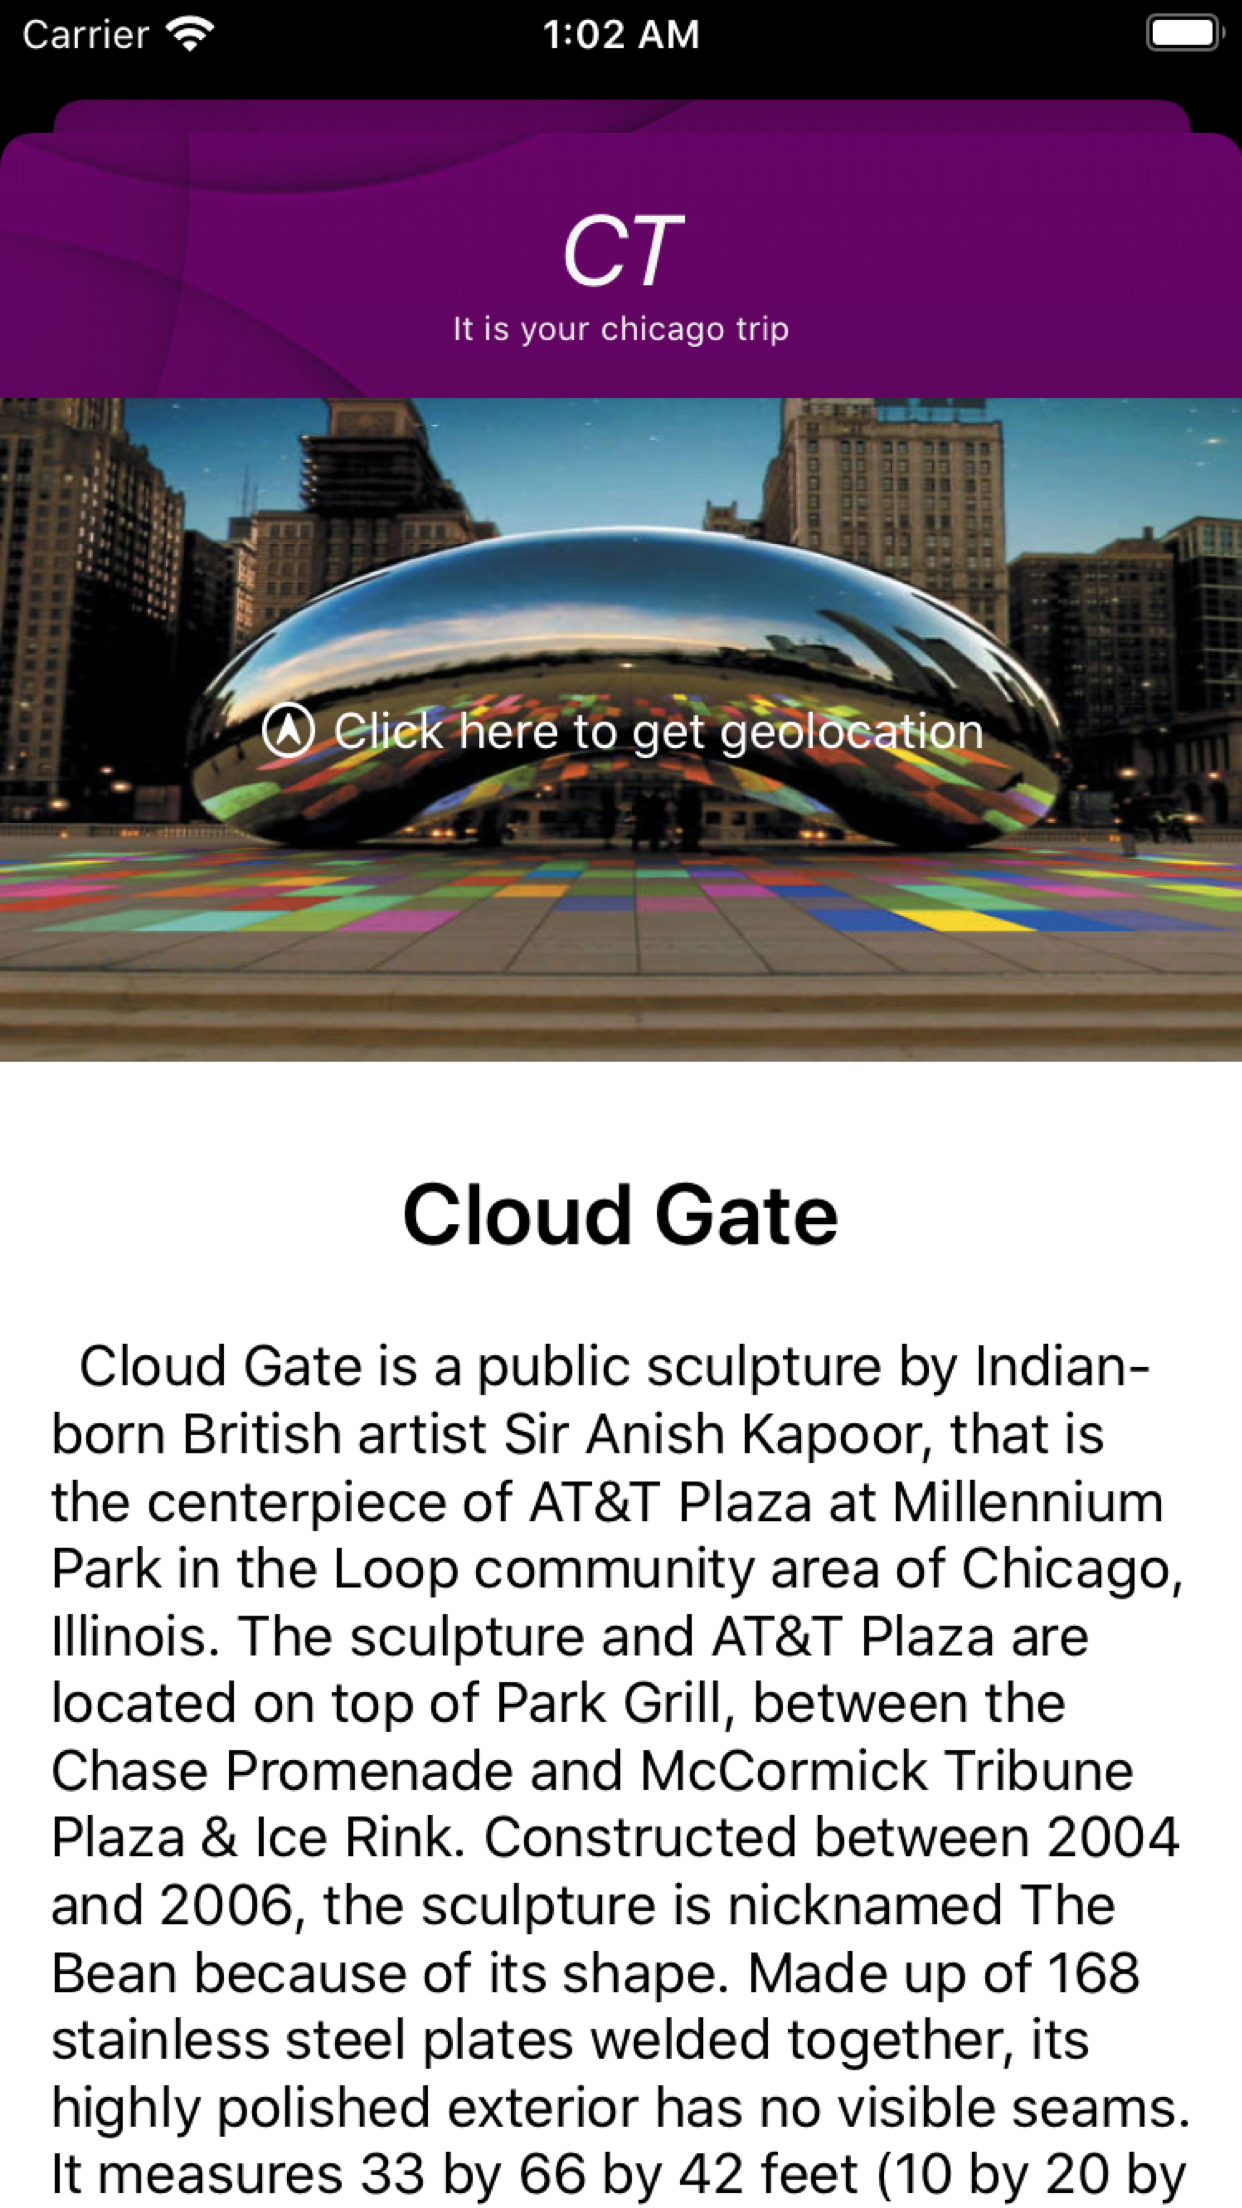 Carrier 1:02 AM
CT
It is your chicago trip
Click here to get geolocation
Cloud Gate
Cloud Gate is a public sculpture by Indian-
born British artist Sir Anish Kapoor, that is
the centerpiece of AT&T Plaza at Millennium
Park in the Loop community area of Chicago,
Illinois. The sculpture and AT&T Plaza are
located on top of Park Grill, between the
Chase Promenade and McCormick Tribune
Plaza & Ice Rink. Constructed between 2004
and 2006, the sculpture is nicknamed The
Bean because of its shape. Made up of 168
stainless steel plates welded together, its
highly polished exterior has no visible seams.
It measures 33 by 66 by 42 feet (10 by 20 by